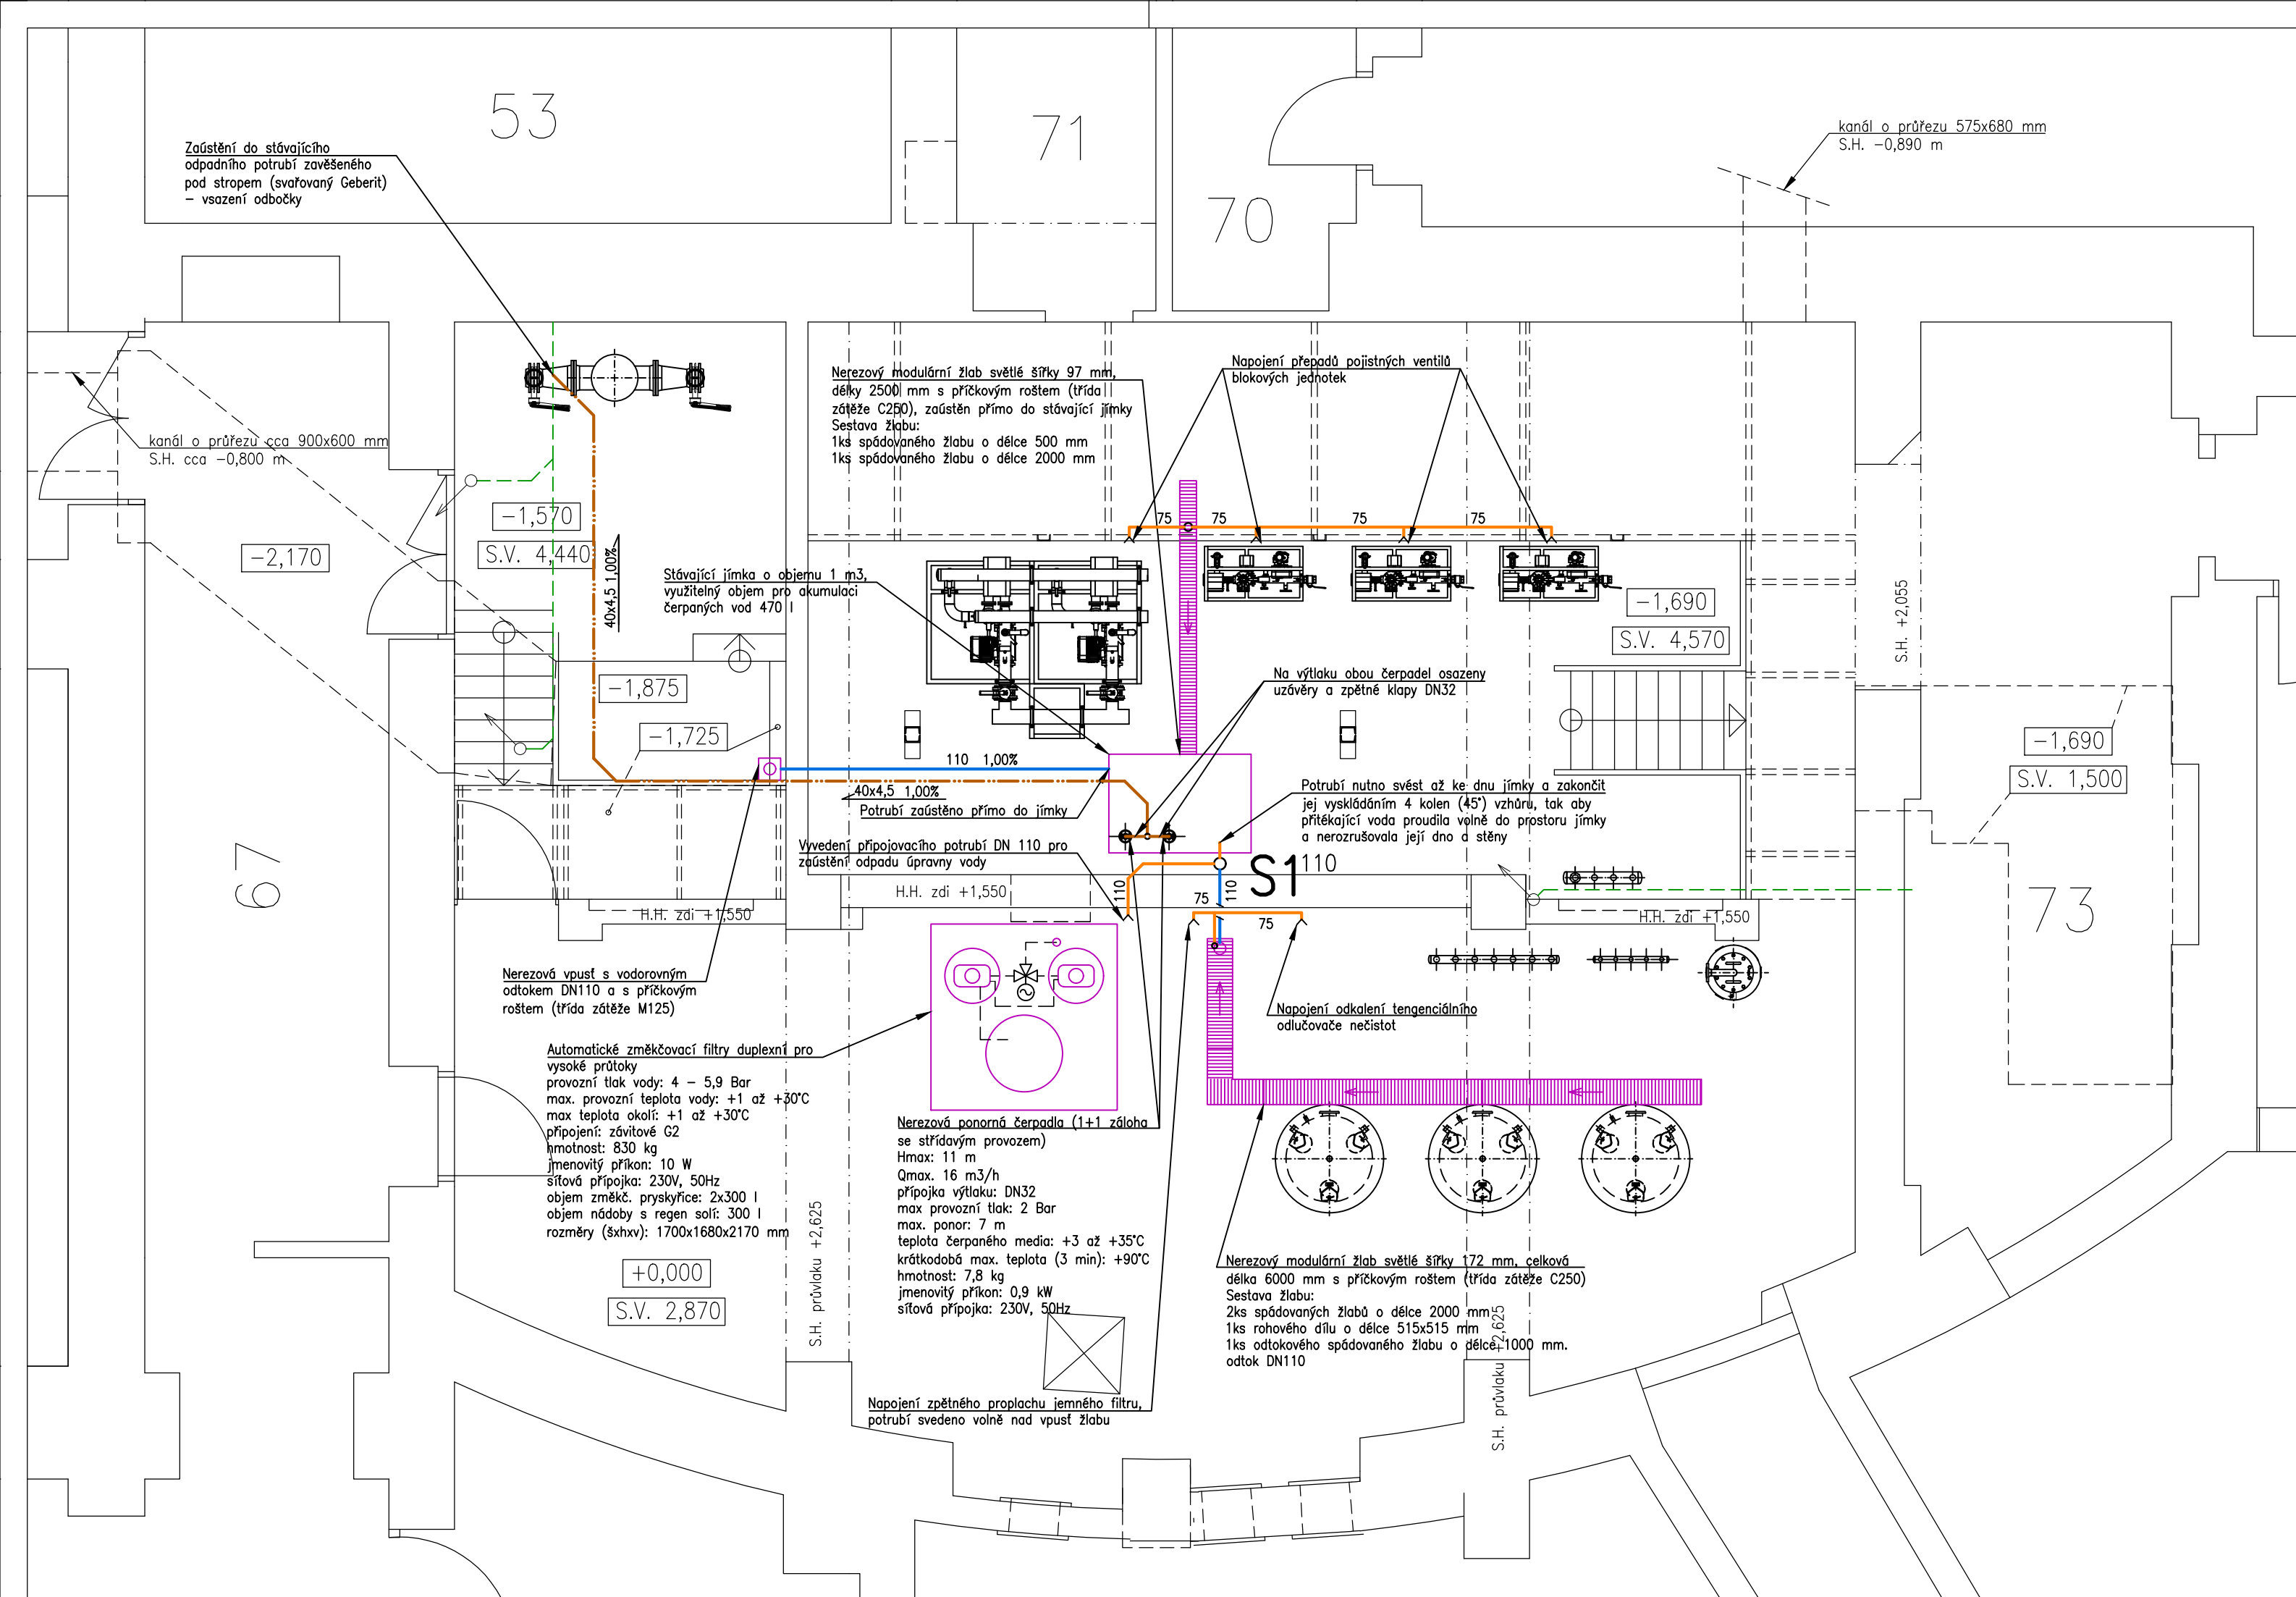 53
71
70
kanál o průřezu 575x680 mm
S.H. -0,890 m
Zaústění do stávajícího
odpadního potrubí zavěšeného
pod stropem (svařovaný Geberit)
- vsazení odbočky
Nerezový modulární žlab světlé šířky 97 mm,
délky 2500 mm s příčkovým roštem (třída
zátěže C250), zaústěn přímo do stávající jímky
Sestava žlabu:
1ks spádovaného žlabu o délce 500 mm
1ks spádovaného žlabu o délce 2000 mm
Napojení přepadů pojistných ventilů
blokových jednotek
kanál o průřezu cca 900x600 mm
S.H. cca -0,800 m
-1,570
S.V. 4,440
-2,170
40x4,5 1,00%
75
75
75
75
Stávající jímka o objemu 1 m3,
využitelný objem pro akumulaci
čerpaných vod 470 l
-1,690
S.V. 4,570
S.H. +2,055
-1,875
-1,725
Na výtlaku obou čerpadel osazeny
uzávěry a zpětné klapy DN32
-1,690
S.V. 1,500
110 1,00%
40x4,5 1,00%
Potrubí zaústěno přímo do jímky
Potrubí nutno svést až ke dnu jímky a zakončit
jej vyskládáním 4 kolen (45°) vzhůru, tak aby
přitékající voda proudila volně do prostoru jímky
a nerozrušovala její dno a stěny
Vyvedení připojovacího potrubí DN 110 pro
zaústění odpadu úpravny vody
S1 110
67
73
H.H. zdi +1,550
H.H. zdi +1,550
H.H. zdi +1,550
110
110
75
75
Nerezová vpusť s vodorovným
odtokem DN110 a s příčkovým
roštem (třída zátěže M125)
Napojení odkalení tengenciálního
odlučovače nečistot
Automatické změkčovací filtry duplexní pro
vysoké průtoky
provozní tlak vody: 4 - 5,9 Bar
max. provozní teplota vody: +1 až +30°C
max teplota okolí: +1 až +30°C
připojení: závitové G2
hmotnost: 830 kg
jmenovitý příkon: 10 W
síťová přípojka: 230V, 50Hz
objem změkč. pryskyřice: 2x300 l
objem nádoby s regen solí: 300 l
rozměry (šxhxv): 1700x1680x2170 mm
Nerezová ponorná čerpadla (1+1 záloha
se střídavým provozem)
Hmax: 11 m
Qmax. 16 m3/h
přípojka výtlaku: DN32
max provozní tlak: 2 Bar
max. ponor: 7 m
teplota čerpaného media: +3 až +35°C
krátkodobá max. teplota (3 min): +90°C
hmotnost: 7,8 kg
jmenovitý příkon: 0,9 kW
síťová přípojka: 230V, 50Hz
+0,000
S.V. 2,870
S.H. průvlaku +2,625
Nerezový modulární žlab světlé šířky 172 mm, celková
délka 6000 mm s příčkovým roštem (třída zátěže C250)
Sestava žlabu:
2ks spádovaných žlabů o délce 2000 mm
1ks rohového dílu o délce 515x515 mm
1ks odtokového spádovaného žlabu o délce 1000 mm.
odtok DN110
S.H. průvlaku +2,625
Napojení zpětného proplachu jemného filtru,
potrubí svedeno volně nad vpusť žlabu